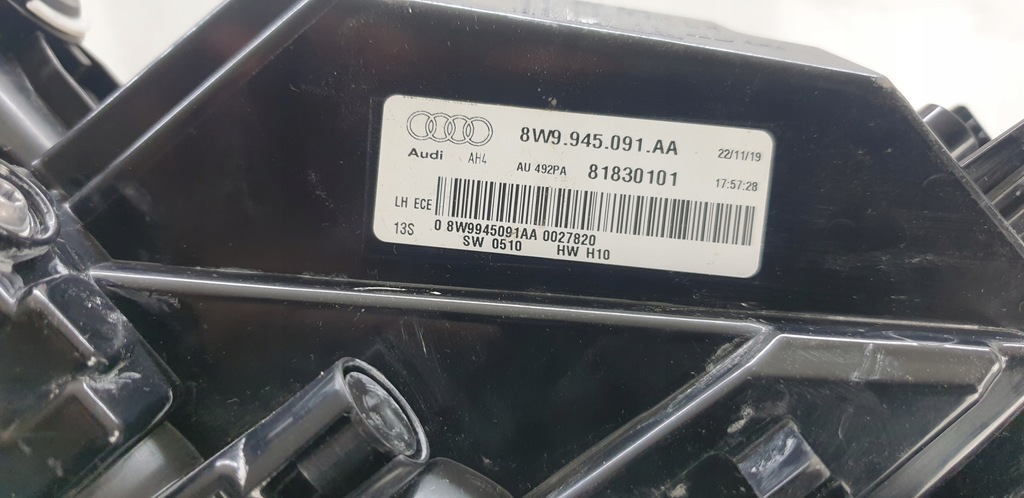 8W9.945.091.AA 22/11/19
Audi AH4 AU 492PA 81830101 17:57:28
LH ECE
13S 0 8W9945091AA 0027820
SW 0510 HW H10